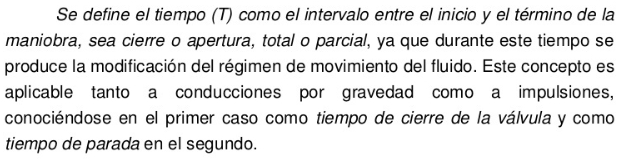 Se define el tiempo (T) como el intervalo entre el inicio y el término de la
maniobra, sea cierre o apertura, total o parcial, ya que durante este tiempo se
produce la modificación del régimen de movimiento del fluido. Este concepto es
aplicable tanto a conducciones por gravedad como a impulsiones,
conociéndose en el primer caso como tiempo de cierre de la válvula y como
tiempo de parada en el segundo.